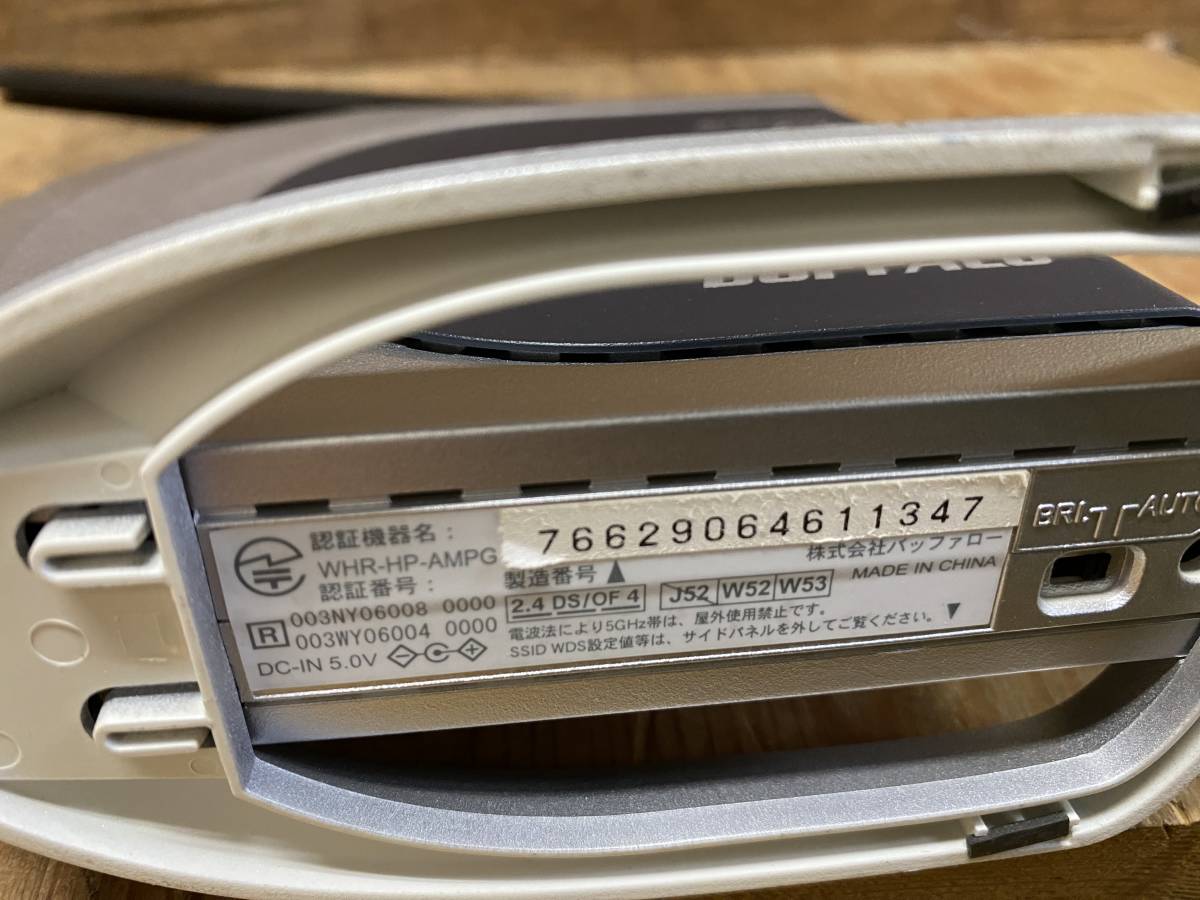 BUFFALO
認証機器名：
WHR-HP-AMPG
認証番号：
R 003NY06008 0000
003WY06004 0000
DC-IN 5.0V
76629064611347
製造番号▲
株式会社バッファロー
2.4 DS/OF 4 J52 W52 W53
MADE IN CHINA
電波法により5GHz帯は、屋外使用禁止です。
SSID WDS設定値等は、サイドパネルを外してご覧ください。▼
BRI. AUTO